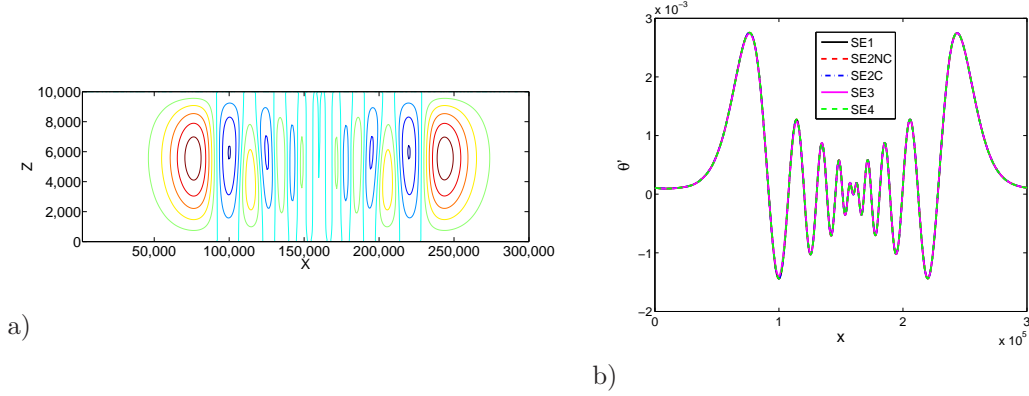 10,000
8,000
6,000
4,000
2,000
0
Z
50,000 100,000 150,000 200,000 250,000 300,000
X
a)
x 10⁻³
3
2
1
0
−1
−2
θ'
SE1
SE2NC
SE2C
SE3
SE4
0 1 2 3
x
x 10⁵
b)